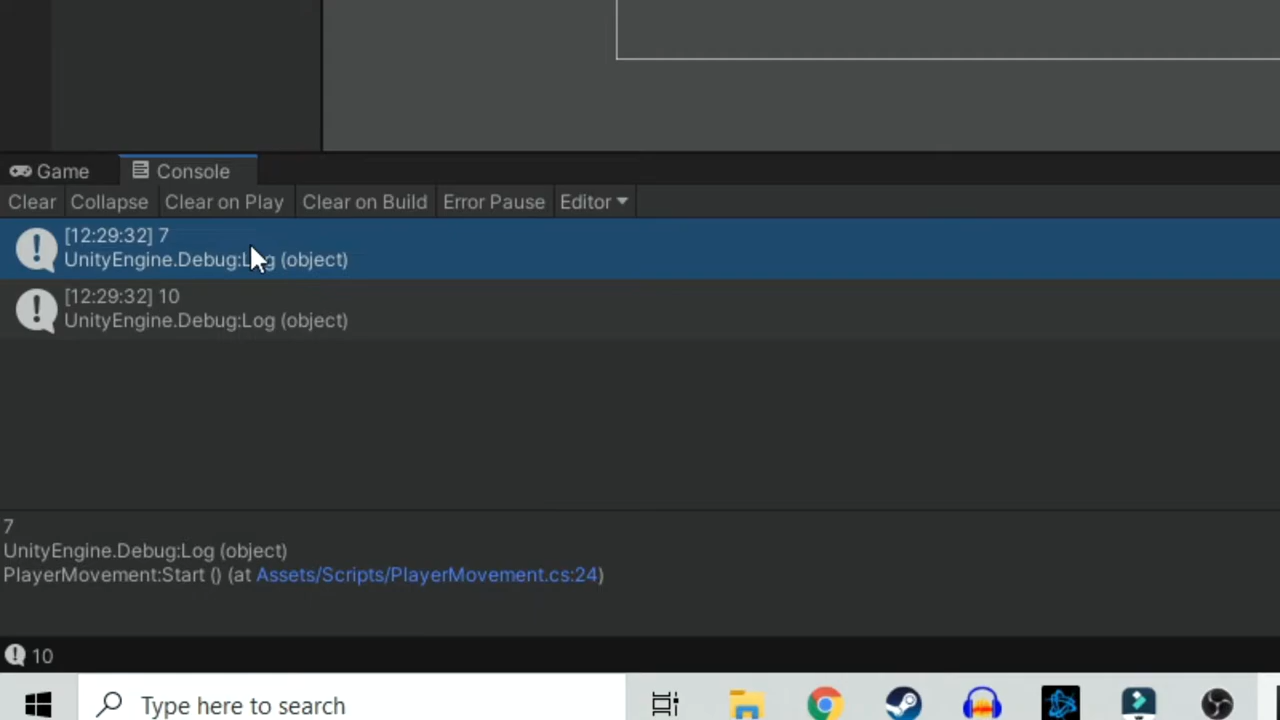 Game Console
Clear Collapse Clear on Play Clear on Build Error Pause Editor
[12:29:32] 7
UnityEngine.Debug:Log (object)
[12:29:32] 10
UnityEngine.Debug:Log (object)
7
UnityEngine.Debug:Log (object)
PlayerMovement:Start () (at Assets/Scripts/PlayerMovement.cs:24)
10
Type here to search